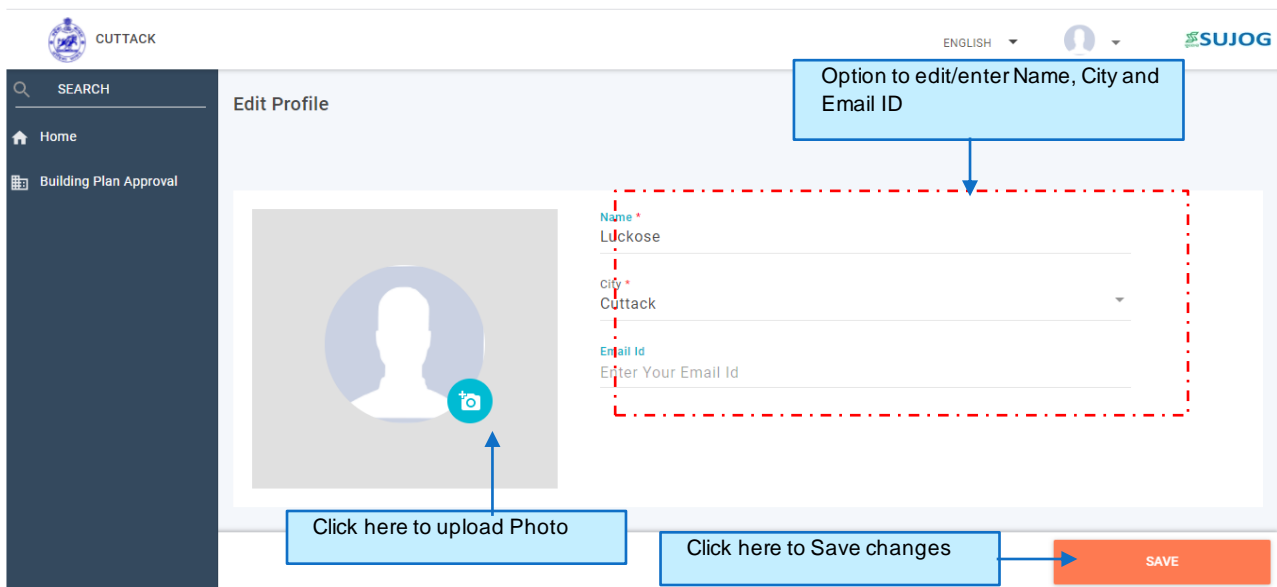 CUTTACK
ENGLISH
SUJOG
Option to edit/enter Name, City and
Email ID
SEARCH
Edit Profile
Home
Building Plan Approval
Name *
Luckose
City *
Cuttack
Email Id
Enter Your Email Id
Click here to upload Photo
Click here to Save changes
SAVE